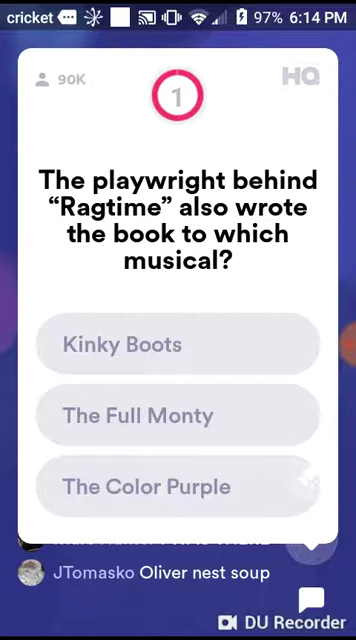 cricket 97% 6:14 PM
90K 1 HQ
The playwright behind
“Ragtime” also wrote
the book to which
musical?
Kinky Boots
The Full Monty
The Color Purple
JTomasko Oliver nest soup
DU Recorder